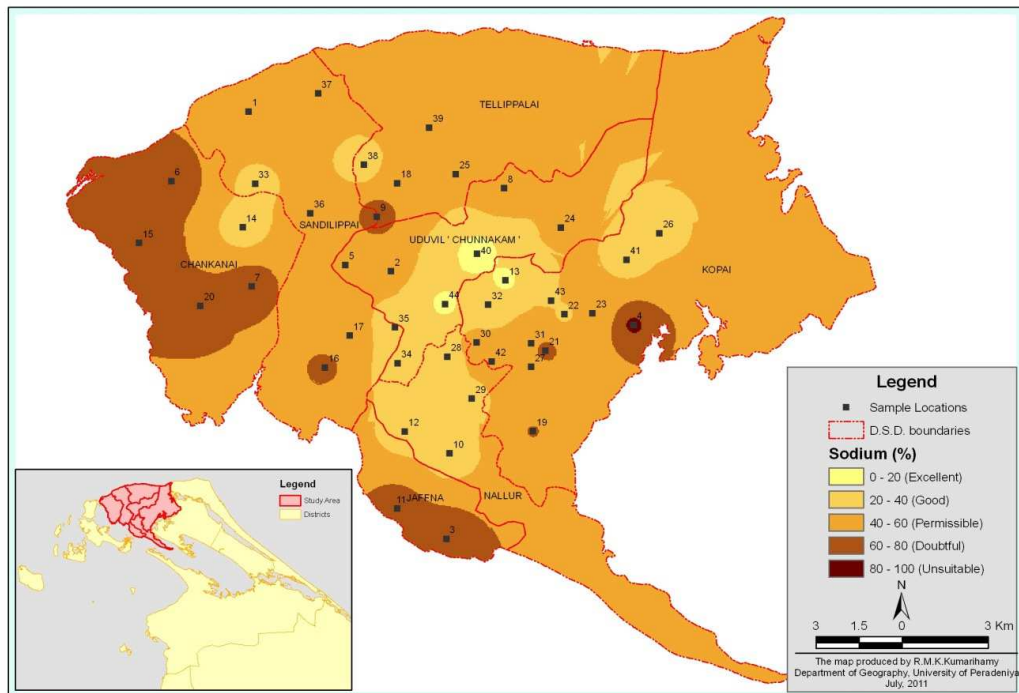 37
1
TELLIPPALAI
39
38
25
6
33
18
8
9
36
SANDILIPPAI
14
24
26
UDUVIL ' CHUNNAKAM '
15
40
41
CHANKANAI
5
2
KOPAI
13
7
43
20
44
32
22
23
4
35
17
30
31
21
28
34
42
27
16
29
12
19
10
11
JAFFNA
NALLUR
3
Legend
Sample Locations
D.S.D. boundaries
Sodium (%)
0 - 20 (Excellent)
20 - 40 (Good)
40 - 60 (Permissible)
60 - 80 (Doubtful)
80 - 100 (Unsuitable)
N
3 1.5 0 3 Km
The map produced by R.M.K.Kumarihamy
Department of Geography, University of Peradeniya
July, 2011
Legend
Study Area
Districts